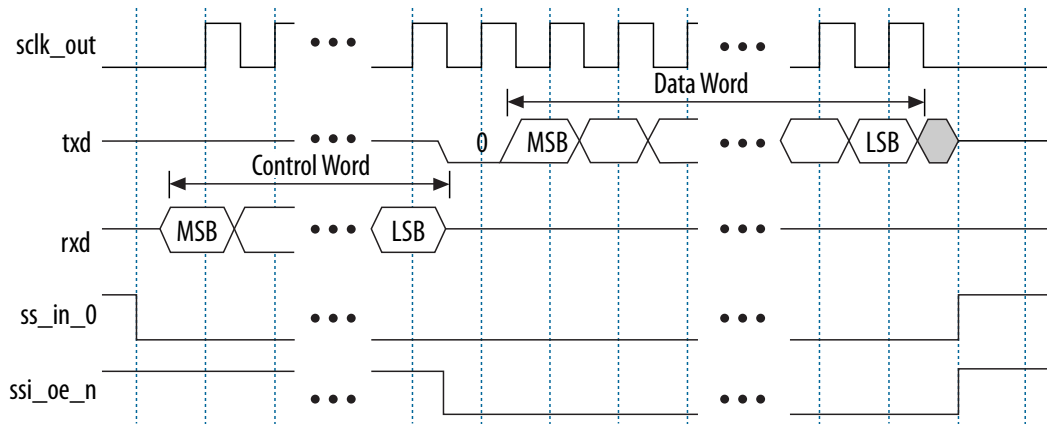 sclk_out
Data Word
txd
0
MSB
LSB
Control Word
rxd
MSB
LSB
ss_in_0
ssi_oe_n